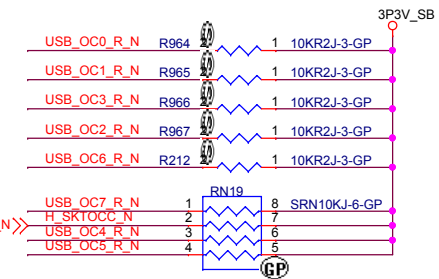 3P3V_SB
USB_OC0_R_N R964 2 1 10KR2J-3-GP
USB_OC1_R_N R965 2 1 10KR2J-3-GP
USB_OC3_R_N R966 2 1 10KR2J-3-GP
USB_OC2_R_N R967 2 1 10KR2J-3-GP
USB_OC6_R_N R212 2 1 10KR2J-3-GP
RN19
USB_OC7_R_N 1 8 SRN10KJ-6-GP
_N H_SKTOCC_N 2 7
USB_OC4_R_N 3 6
USB_OC5_R_N 4 5
GP